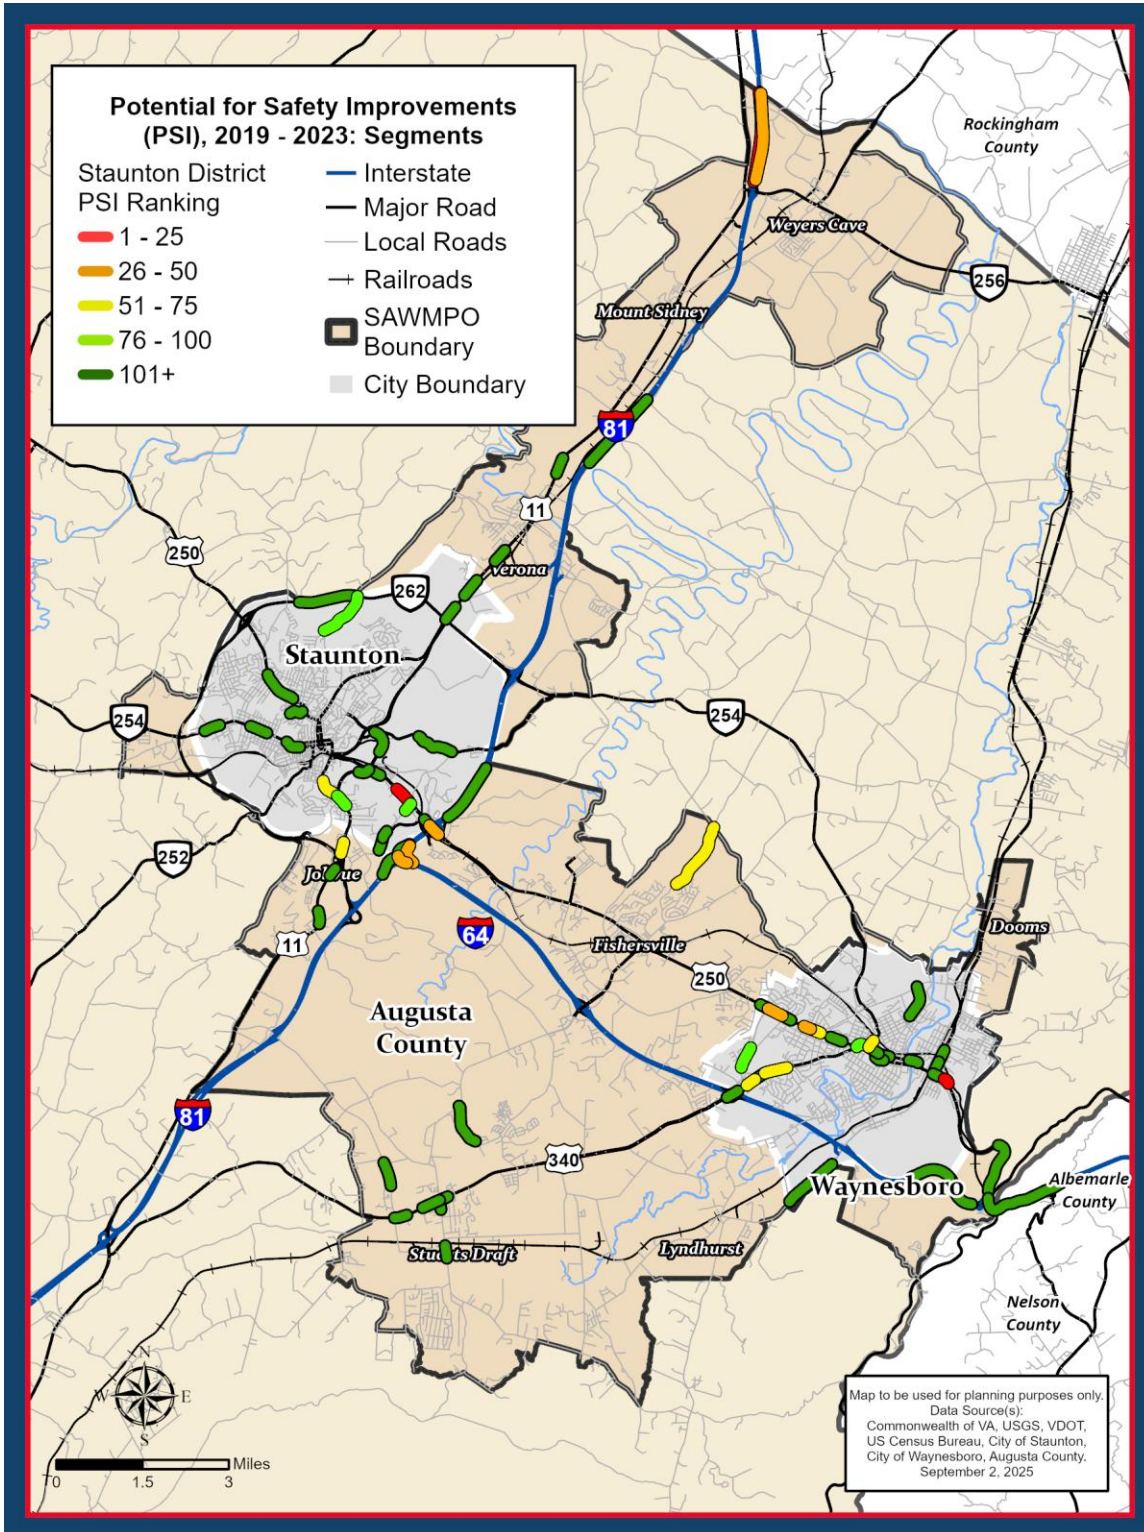 Potential for Safety Improvements
(PSI), 2019 - 2023: Segments
Staunton District
PSI Ranking
1 - 25
26 - 50
51 - 75
76 - 100
101+
Interstate
Major Road
Local Roads
Railroads
SAWMPO
Boundary
City Boundary
Rockingham
County
Weyers Cave
256
Mount Sidney
81
11
250
Verona
262
Staunton
254
254
252
Jolivue
11
64
Fishersville
250
Dooms
Augusta
County
81
340
Waynesboro
Albemarle
County
Stuarts Draft
Lyndhurst
Nelson
County
N
W
E
S
Miles
0
1.5
3
Map to be used for planning purposes only.
Data Source(s):
Commonwealth of VA, USGS, VDOT,
US Census Bureau, City of Staunton,
City of Waynesboro, Augusta County.
September 2, 2025